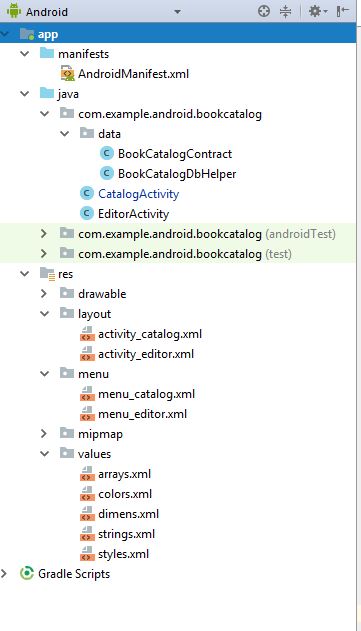 Android
app
manifests
AndroidManifest.xml
java
com.example.android.bookcatalog
data
BookCatalogContract
BookCatalogDbHelper
CatalogActivity
EditorActivity
com.example.android.bookcatalog (androidTest)
com.example.android.bookcatalog (test)
res
drawable
layout
activity_catalog.xml
activity_editor.xml
menu
menu_catalog.xml
menu_editor.xml
mipmap
values
arrays.xml
colors.xml
dimens.xml
strings.xml
styles.xml
Gradle Scripts